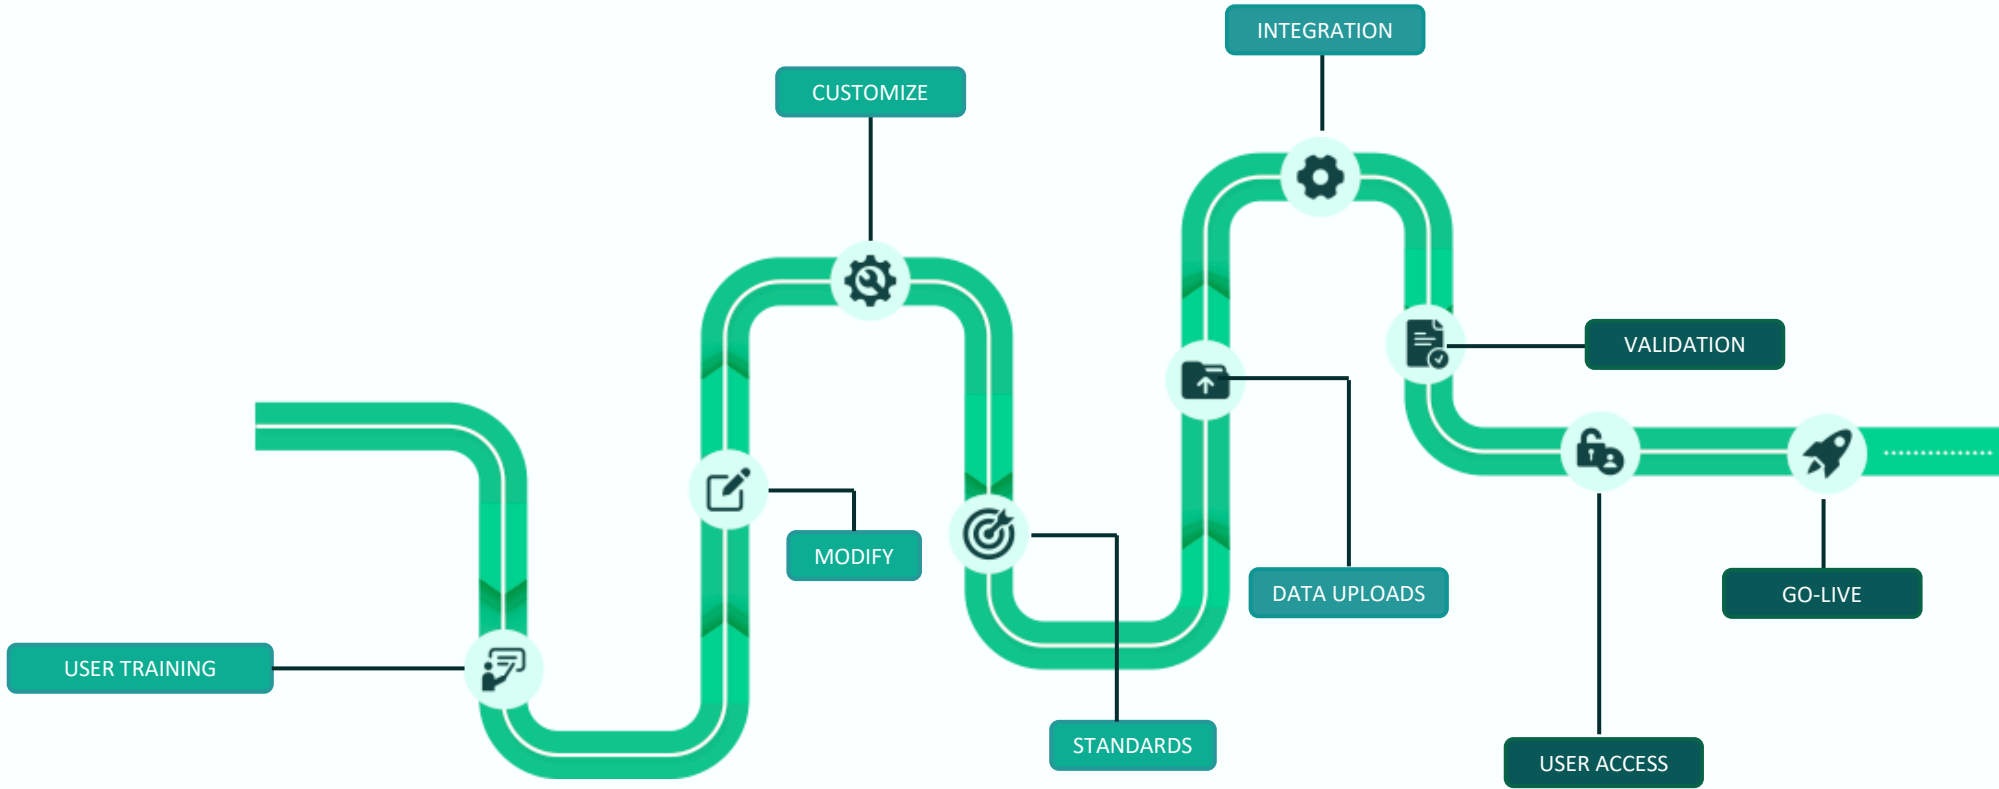 INTEGRATION
CUSTOMIZE
VALIDATION
MODIFY
DATA UPLOADS
GO-LIVE
USER TRAINING
STANDARDS
USER ACCESS